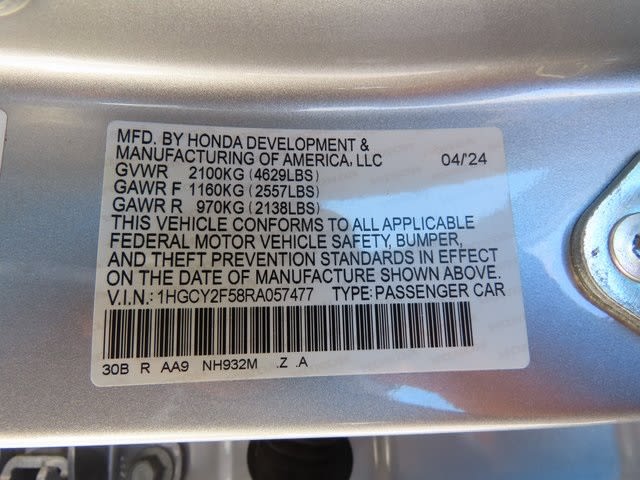 MFD. BY HONDA DEVELOPMENT &
MANUFACTURING OF AMERICA, LLC 04/'24
GVWR 2100KG (4629LBS)
GAWR F 1160KG (2557LBS)
GAWR R 970KG (2138LBS)
THIS VEHICLE CONFORMS TO ALL APPLICABLE
FEDERAL MOTOR VEHICLE SAFETY, BUMPER,
AND THEFT PREVENTION STANDARDS IN EFFECT
ON THE DATE OF MANUFACTURE SHOWN ABOVE.
V.I.N.: 1HGCY2F58RA057477 TYPE: PASSENGER CAR
30B R AA9 NH932M .Z .A